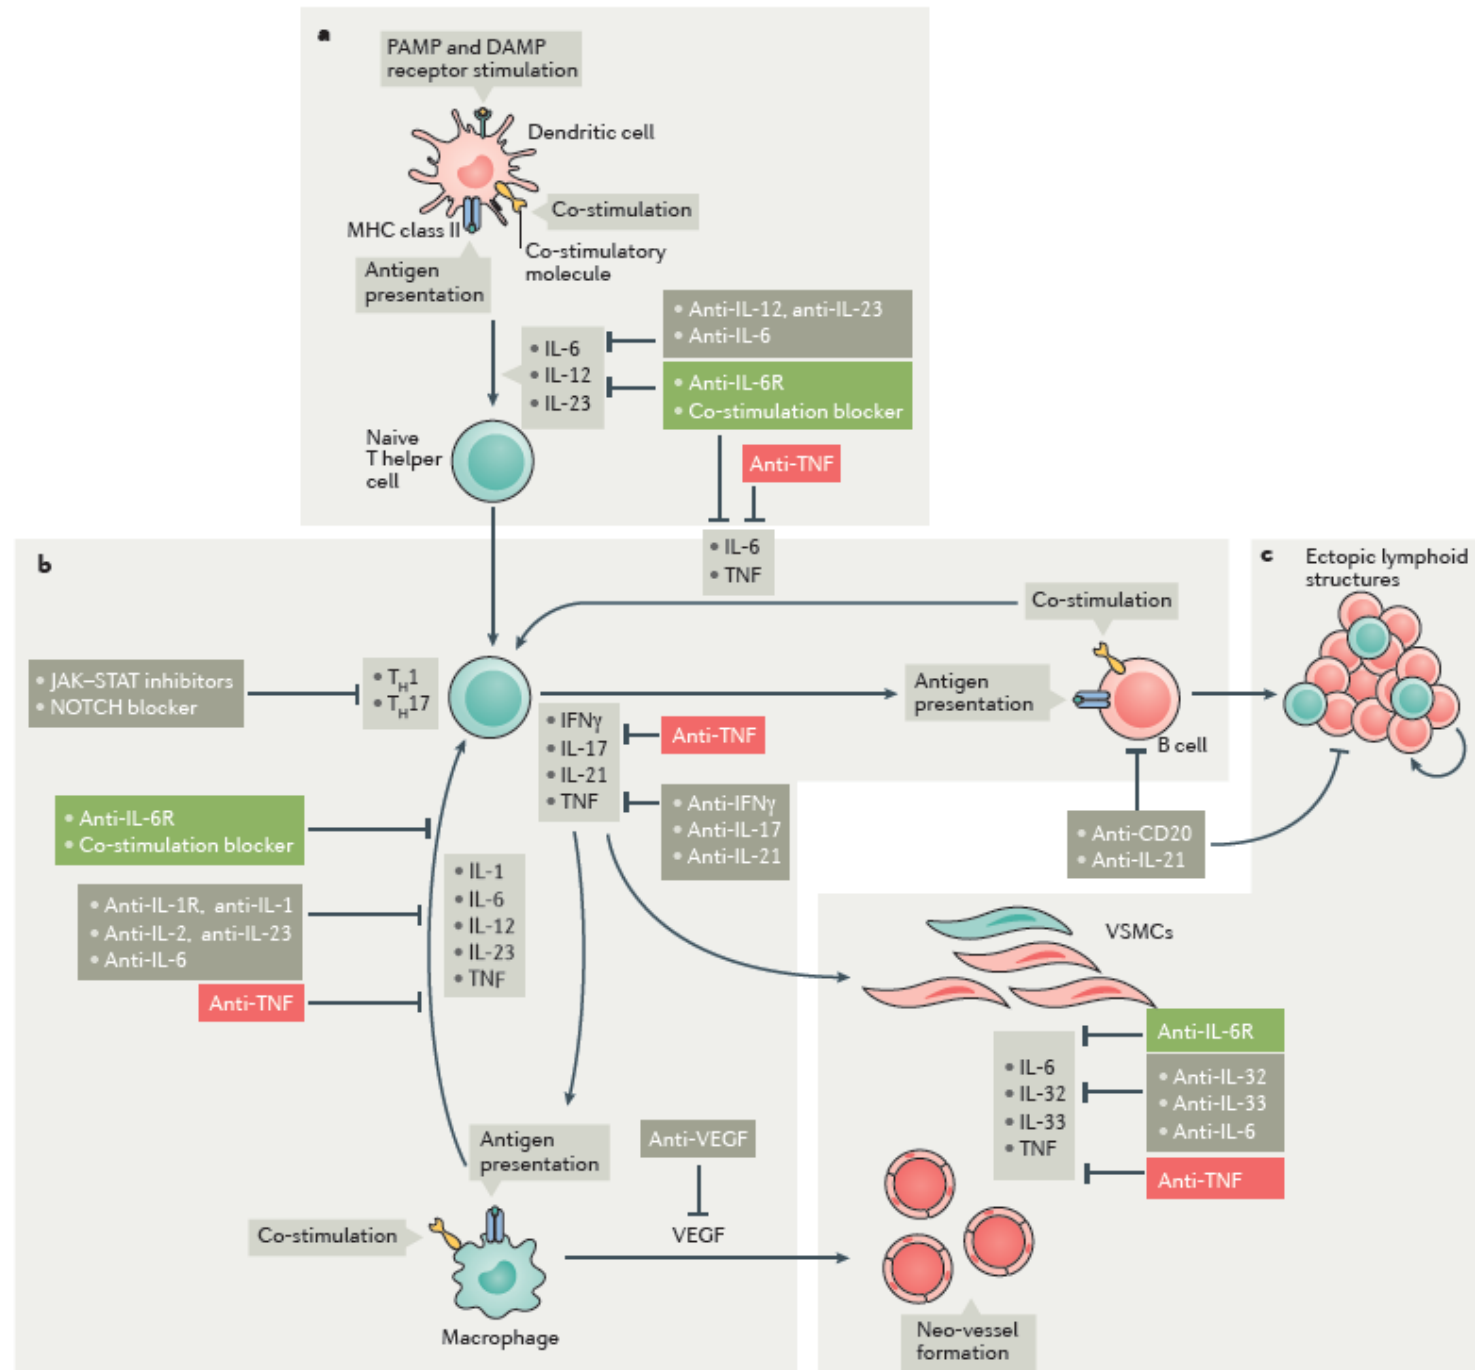 a
PAMP and DAMP
receptor stimulation
Dendritic cell
Co-stimulation
MHC class II
Co-stimulatory
molecule
Antigen
presentation
• Anti-IL-12, anti-IL-23
• Anti-IL-6
• IL-6
• IL-12
• IL-23
• Anti-IL-6R
• Co-stimulation blocker
Naive
T helper
cell
Anti-TNF
b
• IL-6
• TNF
c
Ectopic lymphoid
structures
Co-stimulation
• JAK–STAT inhibitors
• NOTCH blocker
• TH1
• TH17
Antigen
presentation
B cell
• IFNγ
• IL-17
• IL-21
• TNF
Anti-TNF
• Anti-IFNγ
• Anti-IL-17
• Anti-IL-21
• Anti-CD20
• Anti-IL-21
• Anti-IL-6R
• Co-stimulation blocker
• IL-1
• IL-6
• IL-12
• IL-23
• TNF
• Anti-IL-1R, anti-IL-1
• Anti-IL-2, anti-IL-23
• Anti-IL-6
Anti-TNF
VSMCs
Anti-IL-6R
• IL-6
• IL-32
• IL-33
• TNF
• Anti-IL-32
• Anti-IL-33
• Anti-IL-6
Anti-TNF
Antigen
presentation
Anti-VEGF
VEGF
Co-stimulation
Macrophage
Neo-vessel
formation